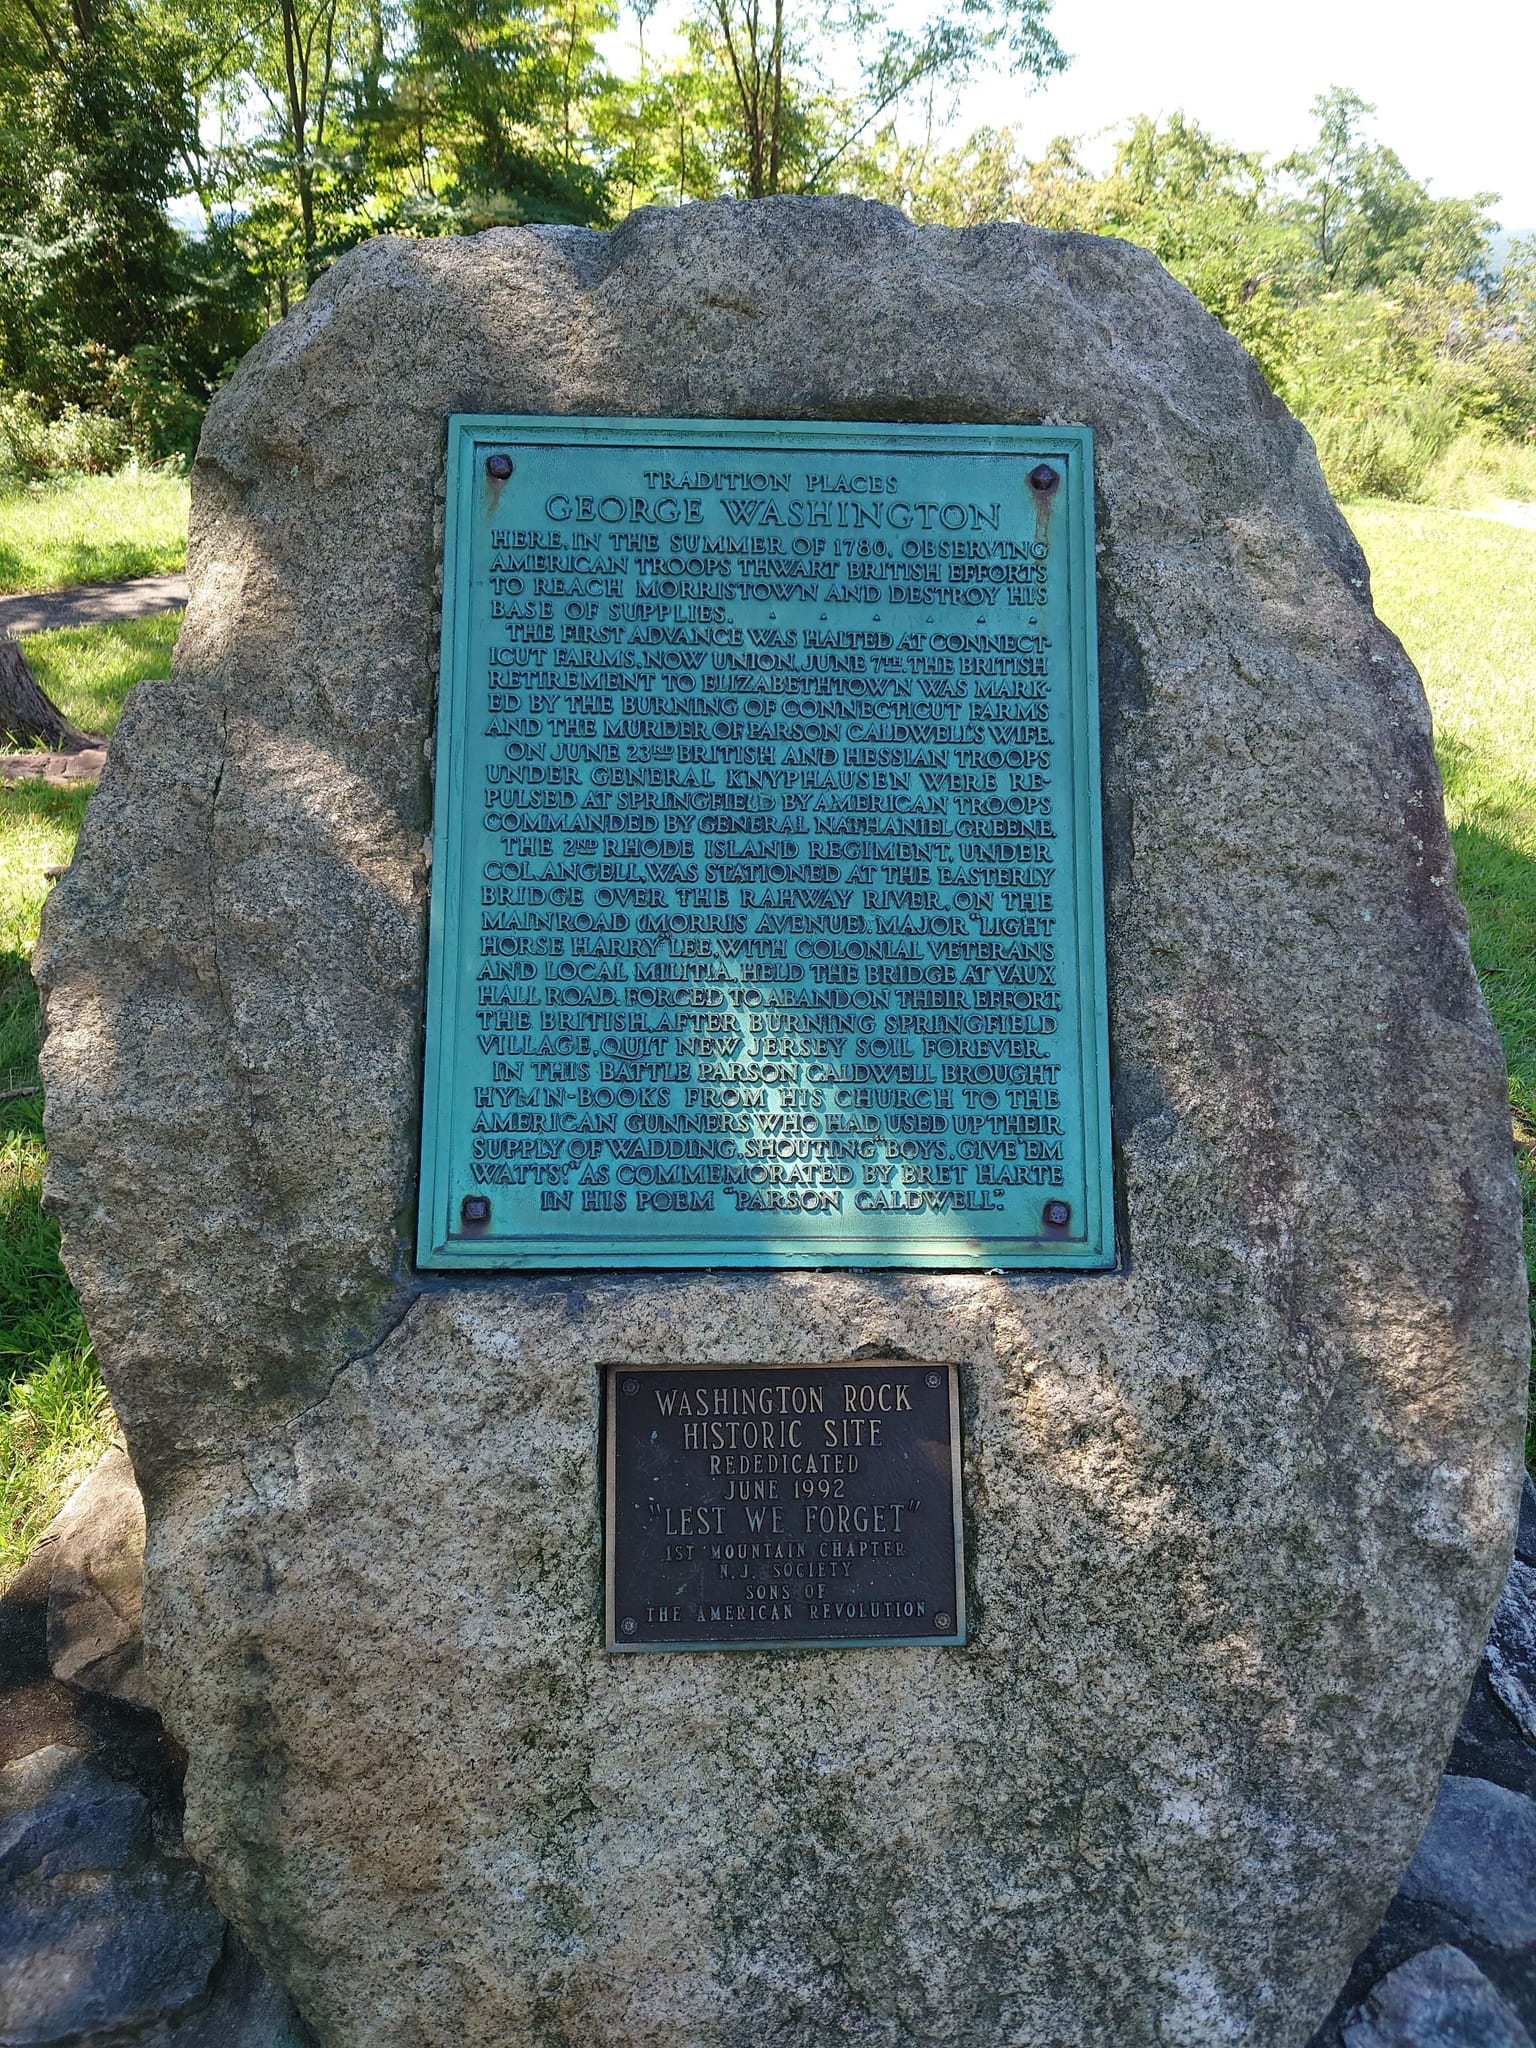 TRADITION PLACES
GEORGE WASHINGTON
HERE, IN THE SUMMER OF 1780, OBSERVING
AMERICAN TROOPS THWART BRITISH EFFORTS
TO REACH MORRISTOWN AND DESTROY HIS
BASE OF SUPPLIES.
THE FIRST ADVANCE WAS HALTED AT CONNECT-
ICUT FARMS, NOW UNION, JUNE 7TH. THE BRITISH
RETIREMENT TO ELIZABETHTOWN WAS MARK-
ED BY THE BURNING OF CONNECTICUT FARMS
AND THE MURDER OF PARSON CALDWELL'S WIFE.
ON JUNE 23RD BRITISH AND HESSIAN TROOPS
UNDER GENERAL KNYPHAUSEN WERE RE-
PULSED AT SPRINGFIELD BY AMERICAN TROOPS
COMMANDED BY GENERAL NATHANIEL GREENE.
THE 2ND RHODE ISLAND REGIMENT, UNDER
COL. ANGELL, WAS STATIONED AT THE EASTERLY
BRIDGE OVER THE RAHWAY RIVER, ON THE
MAIN ROAD (MORRIS AVENUE). MAJOR "LIGHT
HORSE HARRY" LEE, WITH COLONIAL VETERANS
AND LOCAL MILITIA, HELD THE BRIDGE AT VAUX
HALL ROAD. FORCED TO ABANDON THEIR EFFORT,
THE BRITISH, AFTER BURNING SPRINGFIELD
VILLAGE, QUIT NEW JERSEY SOIL FOREVER.
IN THIS BATTLE PARSON CALDWELL BROUGHT
HYMN-BOOKS FROM HIS CHURCH TO THE
AMERICAN GUNNERS WHO HAD USED UP THEIR
SUPPLY OF WADDING, SHOUTING "BOYS, GIVE 'EM
WATTS!" AS COMMEMORATED BY BRET HARTE
IN HIS POEM "PARSON CALDWELL."
WASHINGTON ROCK
HISTORIC SITE
REDEDICATED
JUNE 1992
"LEST WE FORGET"
1ST MOUNTAIN CHAPTER
N.J. SOCIETY
SONS OF
THE AMERICAN REVOLUTION